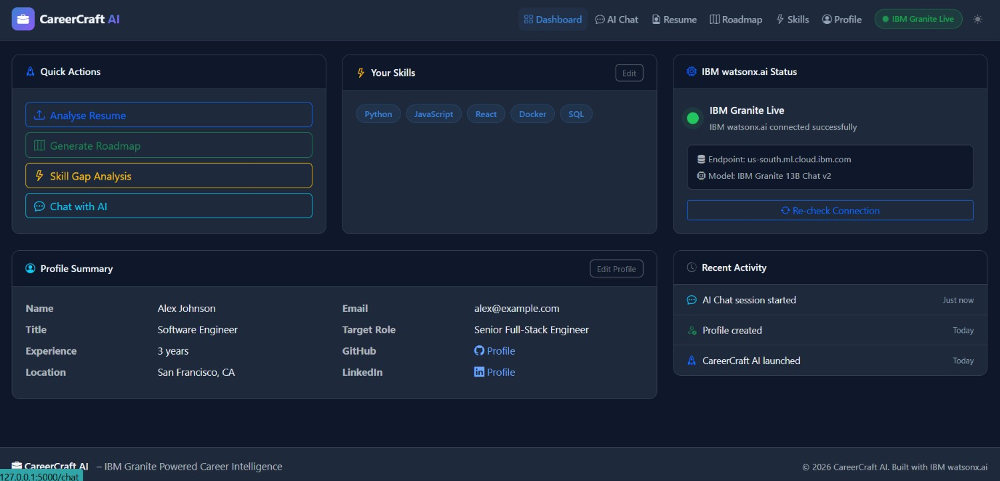 CareerCraft AI
Dashboard
AI Chat
Resume
Roadmap
Skills
Profile
IBM Granite Live
Quick Actions
Analyse Resume
Generate Roadmap
Skill Gap Analysis
Chat with AI
Your Skills
Edit
Python
JavaScript
React
Docker
SQL
IBM watsonx.ai Status
IBM Granite Live
IBM watsonx.ai connected successfully
Endpoint: us-south.ml.cloud.ibm.com
Model: IBM Granite 13B Chat v2
Re-check Connection
Profile Summary
Edit Profile
Name Alex Johnson Email alex@example.com
Title Software Engineer Target Role Senior Full-Stack Engineer
Experience 3 years GitHub Profile
Location San Francisco, CA LinkedIn Profile
Recent Activity
AI Chat session started Just now
Profile created Today
CareerCraft AI launched Today
CareerCraft AI – IBM Granite Powered Career Intelligence
© 2026 CareerCraft AI. Built with IBM watsonx.ai
127.0.0.1:5000/chat